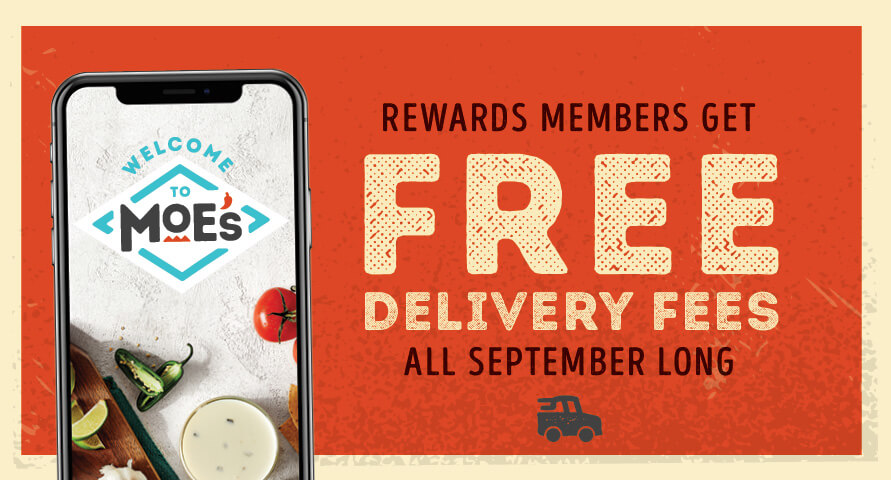 WELCOME
TO
MOE'S
REWARDS MEMBERS GET
FREE
DELIVERY FEES
ALL SEPTEMBER LONG